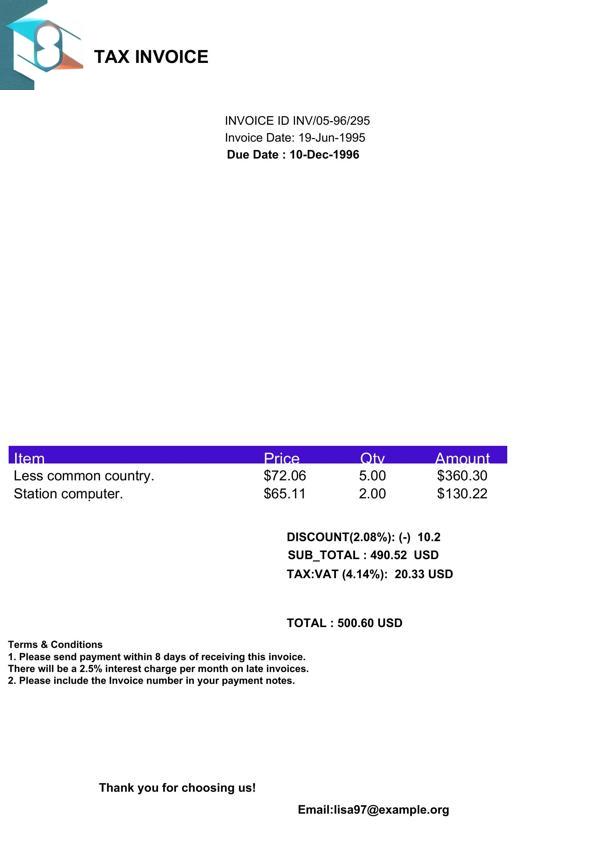 TAX INVOICE
INVOICE ID INV/05-96/295
Invoice Date: 19-Jun-1995
Due Date : 10-Dec-1996
Item Price Qty Amount
Less common country. $72.06 5.00 $360.30
Station computer. $65.11 2.00 $130.22
DISCOUNT(2.08%): (-) 10.2
SUB_TOTAL : 490.52 USD
TAX:VAT (4.14%): 20.33 USD
TOTAL : 500.60 USD
Terms & Conditions
1. Please send payment within 8 days of receiving this invoice.
There will be a 2.5% interest charge per month on late invoices.
2. Please include the Invoice number in your payment notes.
Thank you for choosing us!
Email:lisa97@example.org